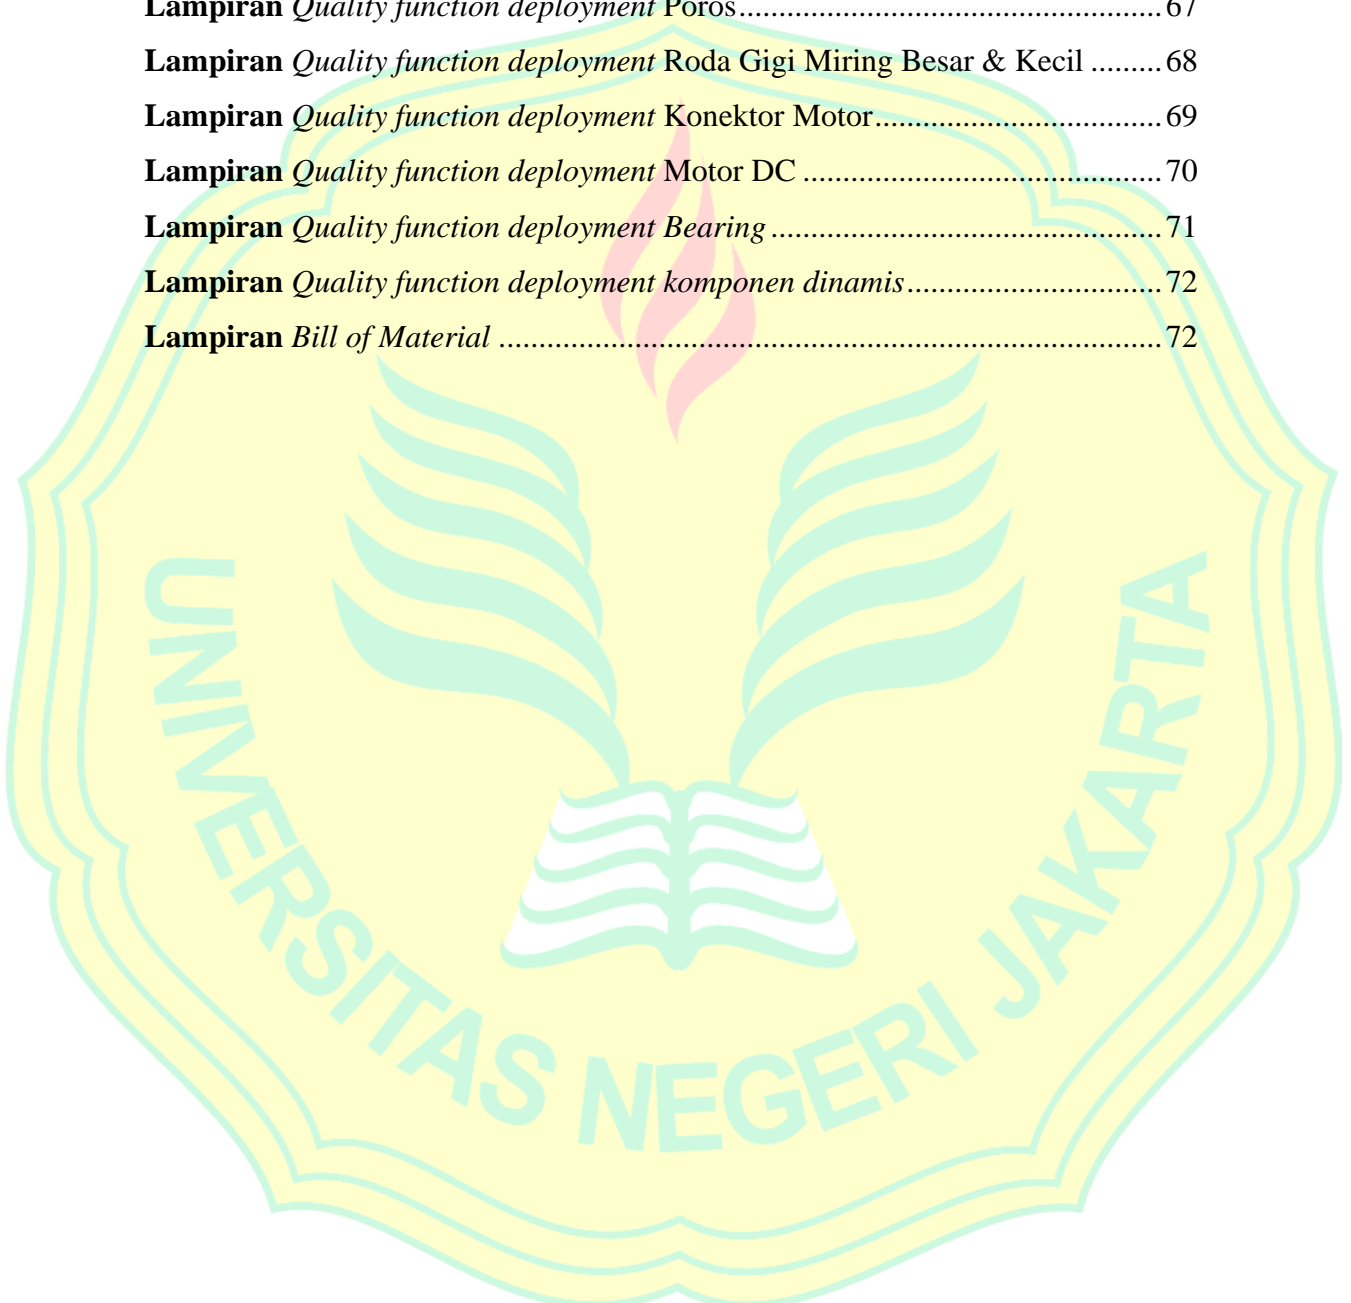 Lampiran Quality function deployment Poros....................................................67
Lampiran Quality function deployment Roda Gigi Miring Besar & Kecil .........68
Lampiran Quality function deployment Konektor Motor...................................69
Lampiran Quality function deployment Motor DC ............................................70
Lampiran Quality function deployment Bearing ................................................71
Lampiran Quality function deployment komponen dinamis...............................72
Lampiran Bill of Material .................................................................................72
UNIVERSITAS NEGERI JAKARTA